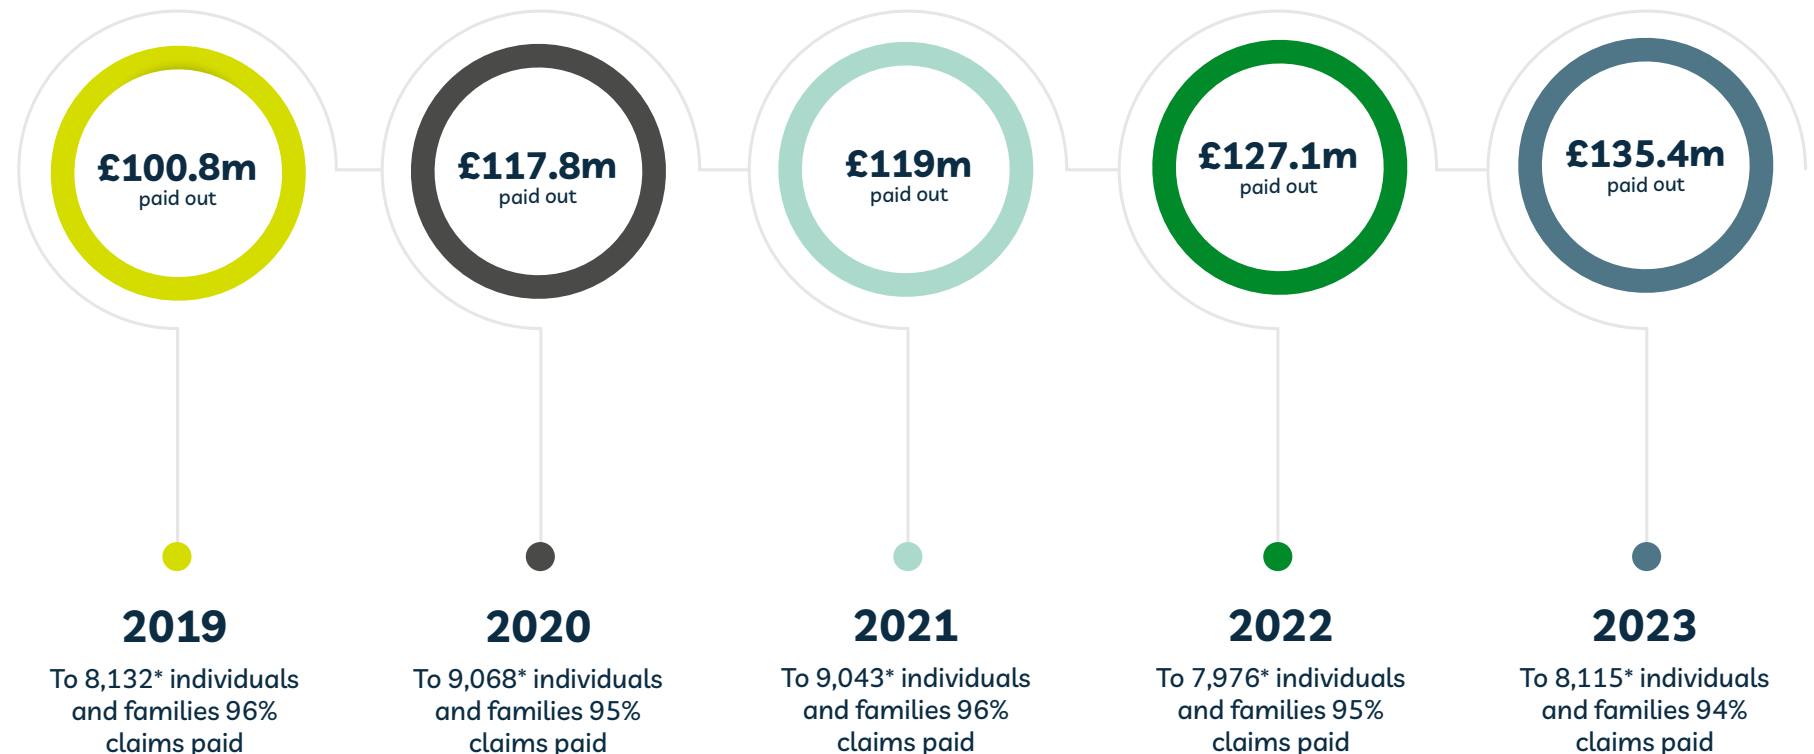 £100.8m
paid out
£117.8m
paid out
£119m
paid out
£127.1m
paid out
£135.4m
paid out
2019
To 8,132* individuals
and families 96%
claims paid
2020
To 9,068* individuals
and families 95%
claims paid
2021
To 9,043* individuals
and families 96%
claims paid
2022
To 7,976* individuals
and families 95%
claims paid
2023
To 8,115* individuals
and families 94%
claims paid